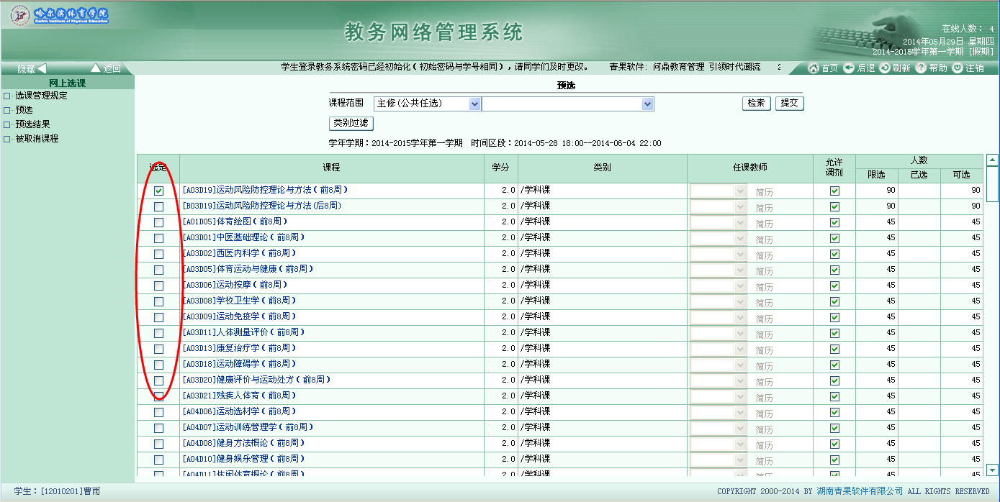 哈尔滨体育学院
Harbin Institute of Physical Education
教务网络管理系统
在线人数： 4
2014年05月29日 星期四
2014-2015学年第一学期 [假期]
隐藏 返回
学生登录教务系统密码已经初始化(初始密码与学号相同)，请同学们及时更改。 青果软件: 问鼎教育管理 引领时代潮流 2
首页 后退 刷新 帮助 注销
网上选课
选课管理规定
预选
预选结果
被取消课程
预选
课程范围 主修(公共任选) 检索 提交
类别过滤
学年学期：2014-2015学年第一学期 时间区段：2014-05-28 18:00--2014-06-04 22:00
选定 课程 学分 类别 任课教师 允许调剂 人数
限选 已选 可选
[A03D19]运动风险防控理论与方法(前8周) 2.0 /学科课 简历 90 90
[B03D19]运动风险防控理论与方法(后8周) 2.0 /学科课 简历 90 90
[A01D05]体育绘图(前8周) 2.0 /学科课 简历 45 45
[A03D01]中医基础理论(前8周) 2.0 /学科课 简历 45 45
[A03D02]西医内科学(前8周) 2.0 /学科课 简历 45 45
[A03D05]体育运动与健康(前8周) 2.0 /学科课 简历 45 45
[A03D06]运动按摩(前8周) 2.0 /学科课 简历 45 45
[A03D08]学校卫生学(前8周) 2.0 /学科课 简历 45 45
[A03D09]运动免疫学(前8周) 2.0 /学科课 简历 45 45
[A03D11]人体测量评价(前8周) 2.0 /学科课 简历 45 45
[A03D13]康复治疗学(前8周) 2.0 /学科课 简历 45 45
[A03D18]运动障碍学(前8周) 2.0 /学科课 简历 45 45
[A03D20]健康评价与运动处方(前8周) 2.0 /学科课 简历 45 45
[A03D21]残疾人体育(前8周) 2.0 /学科课 简历 45 45
[A04D06]运动选材学(前8周) 2.0 /学科课 简历 45 45
[A04D07]运动训练管理学(前8周) 2.0 /学科课 简历 45 45
[A04D08]健身方法概论(前8周) 2.0 /学科课 简历 45 45
[A04D10]健身娱乐管理(前8周) 2.0 /学科课 简历 45 45
[A04D11]休闲体育概论(前8周) 2.0 /学科课 简历 45 45
学生：[12010201]曹雨
COPYRIGHT 2000-2014 BY 湖南青果软件有限公司 ALL RIGHTS RESERVED